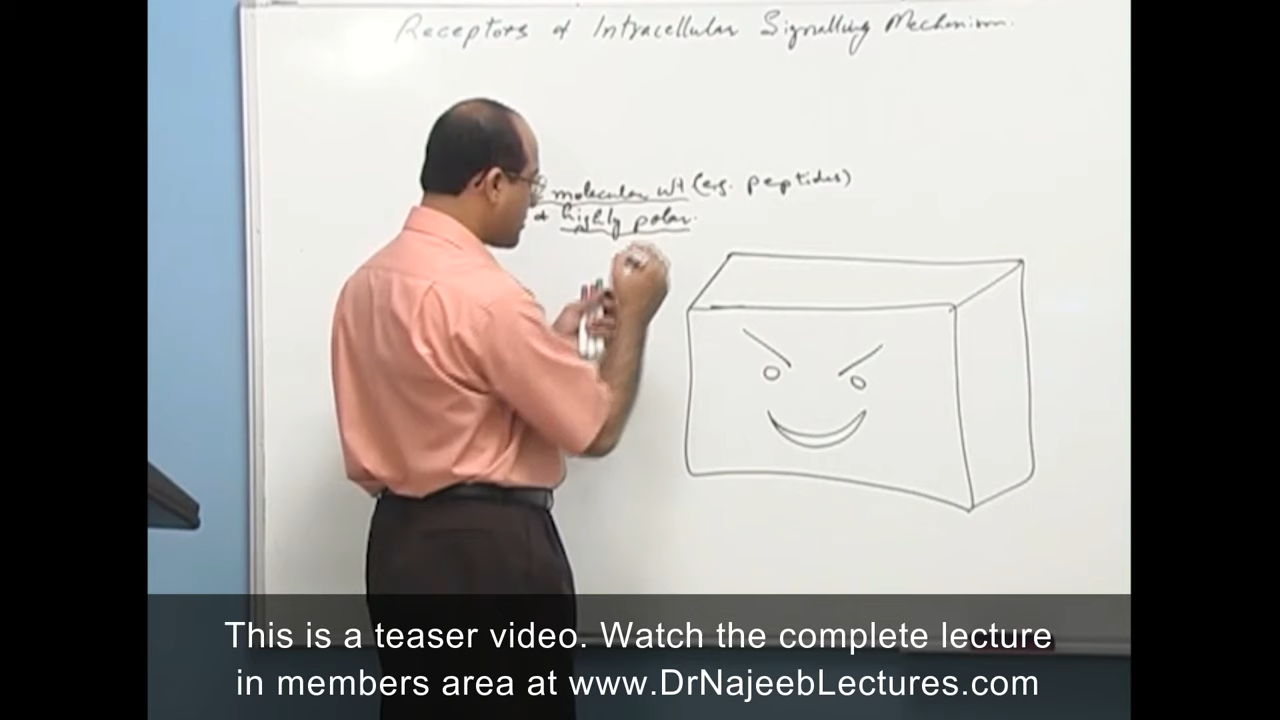 Receptors & Intracellular Signalling Mechanism.
molecular wt (e.g. peptides)
& highly polar.
This is a teaser video. Watch the complete lecture
in members area at www.DrNajeebLectures.com